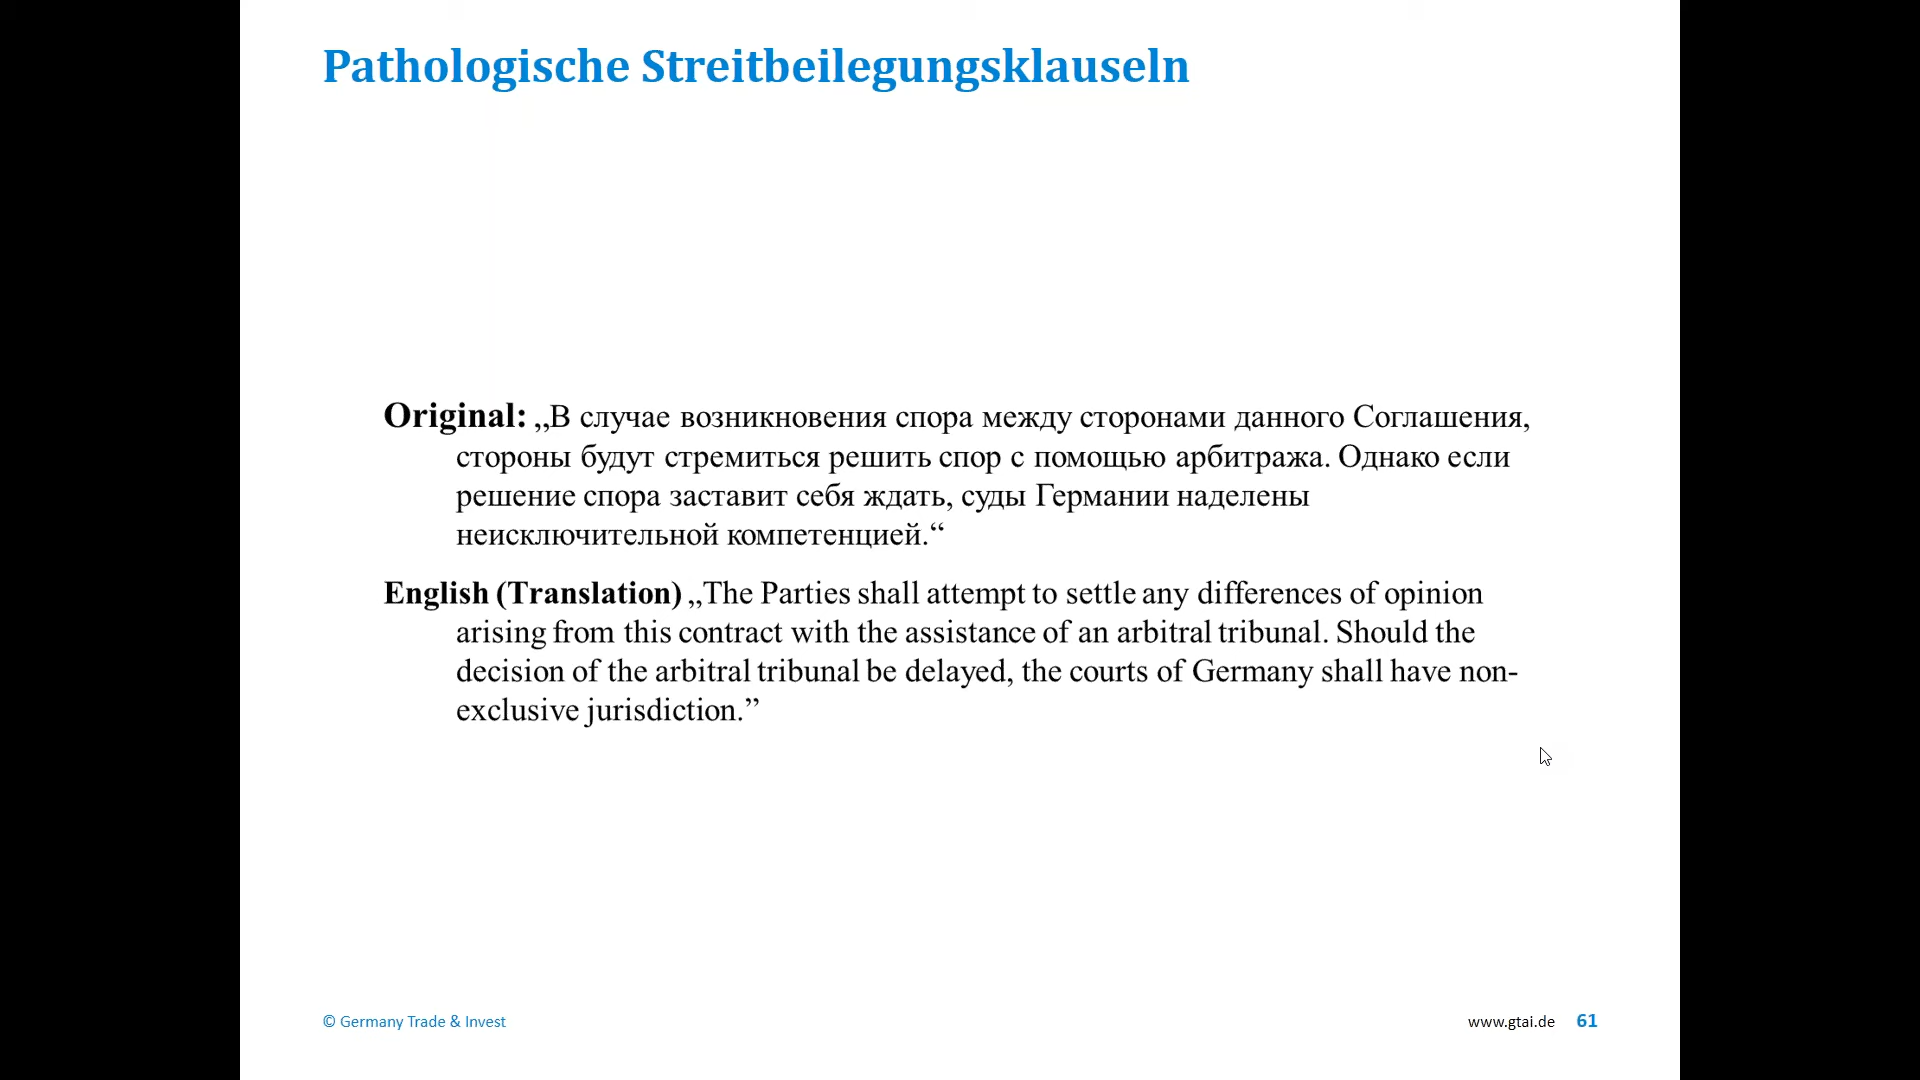 Pathologische Streitbeilegungsklauseln
Original: „В случае возникновения спора между сторонами данного Соглашения,
стороны будут стремиться решить спор с помощью арбитража. Однако если
решение спора заставит себя ждать, суды Германии наделены
неисключительной компетенцией.“
English (Translation) „The Parties shall attempt to settle any differences of opinion
arising from this contract with the assistance of an arbitral tribunal. Should the
decision of the arbitral tribunal be delayed, the courts of Germany shall have non-
exclusive jurisdiction.”
© Germany Trade & Invest
www.gtai.de 61